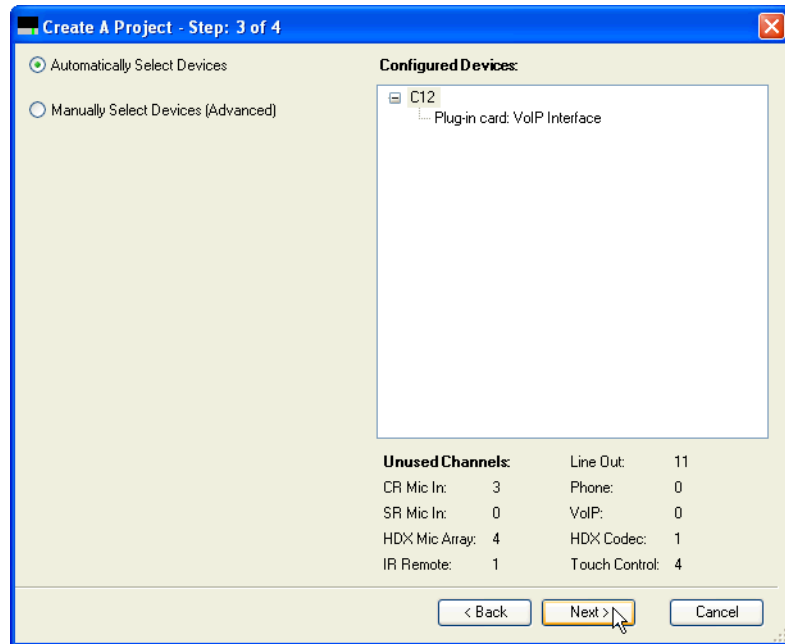 Create A Project - Step: 3 of 4
Automatically Select Devices
Manually Select Devices (Advanced)
Configured Devices:
C12
Plug-in card: VoIP Interface
Unused Channels:
CR Mic In: 3
SR Mic In: 0
HDX Mic Array: 4
IR Remote: 1
Line Out: 11
Phone: 0
VoIP: 0
HDX Codec: 1
Touch Control: 4
< Back
Next >
Cancel